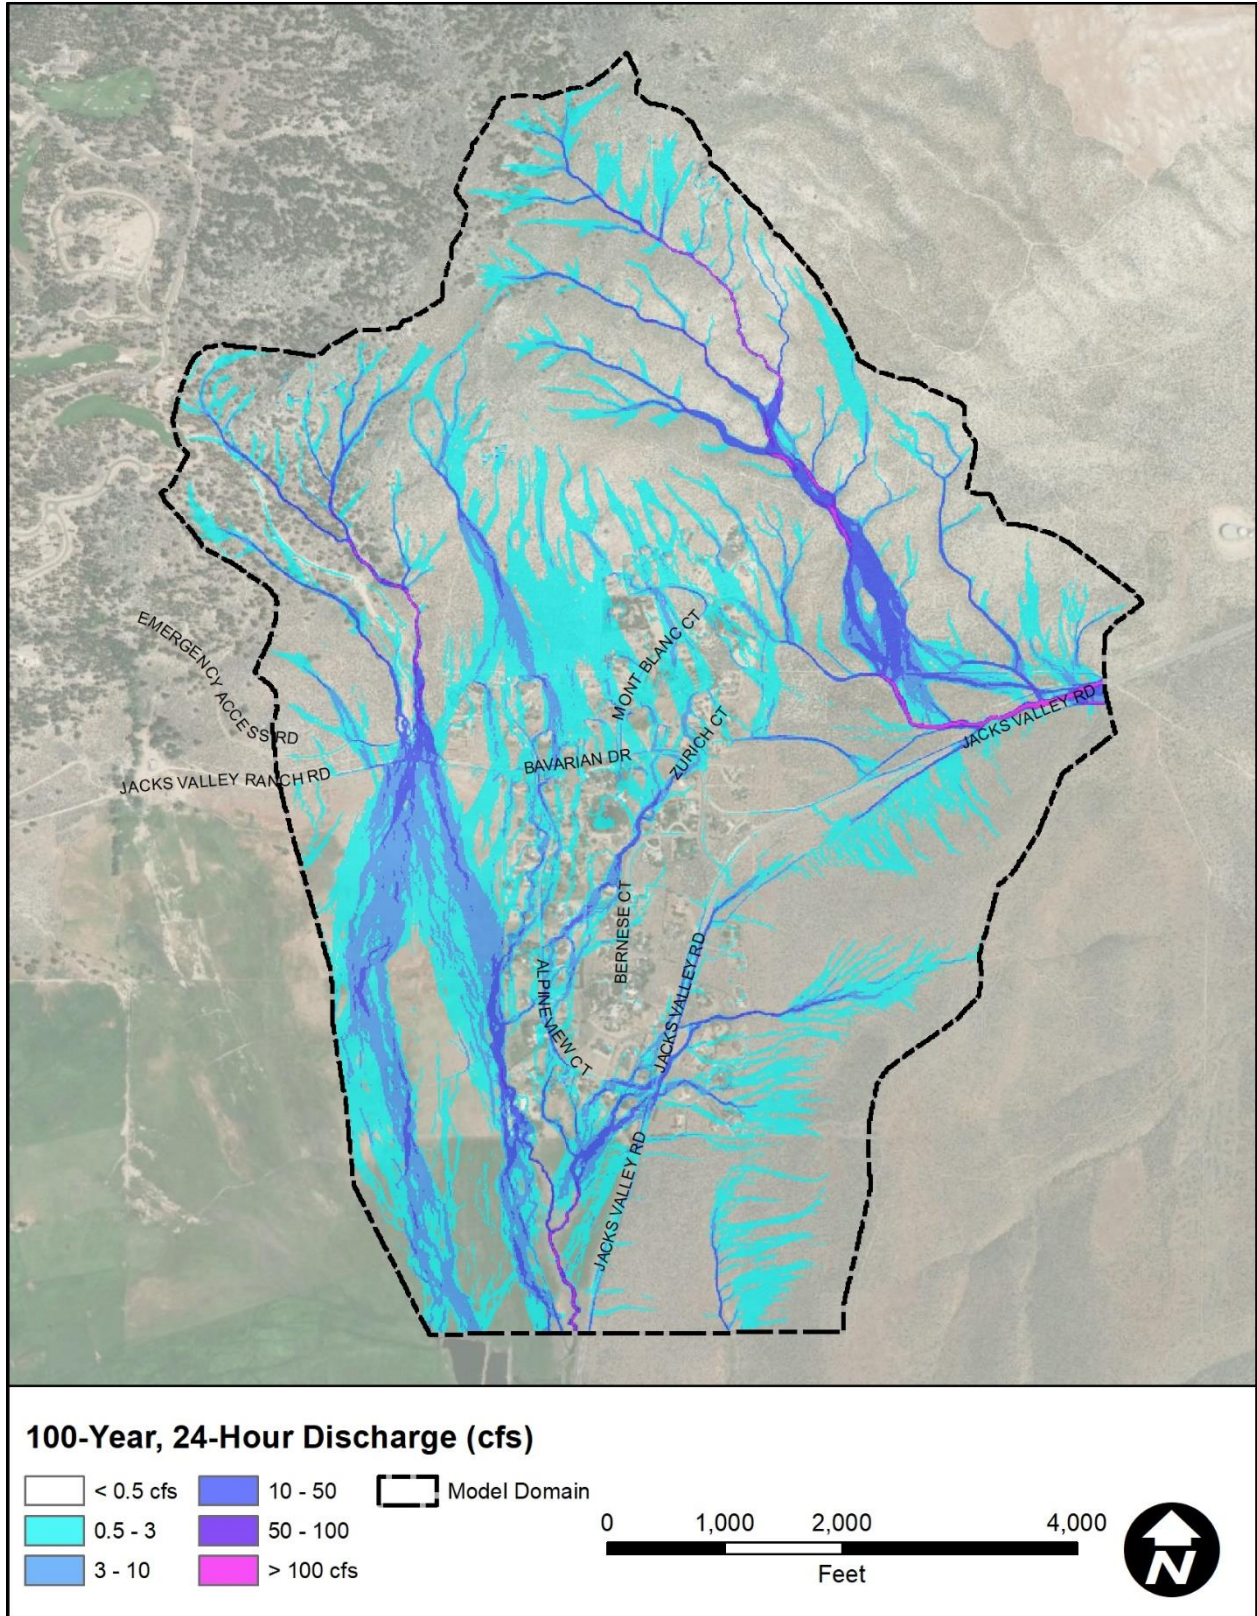 MONT BLANC CT
EMERGENCY ACCESS RD
JACKS VALLEY RD
ZURICH CT
BAVARIAN DR
JACKS VALLEY RANCH RD
BERNESE CT
JACKS VALLEY RD
ALPINEVIEW CT
JACKS VALLEY RD
100-Year, 24-Hour Discharge (cfs)
< 0.5 cfs
10 - 50
Model Domain
0.5 - 3
50 - 100
3 - 10
> 100 cfs
0 1,000 2,000 4,000
Feet
N